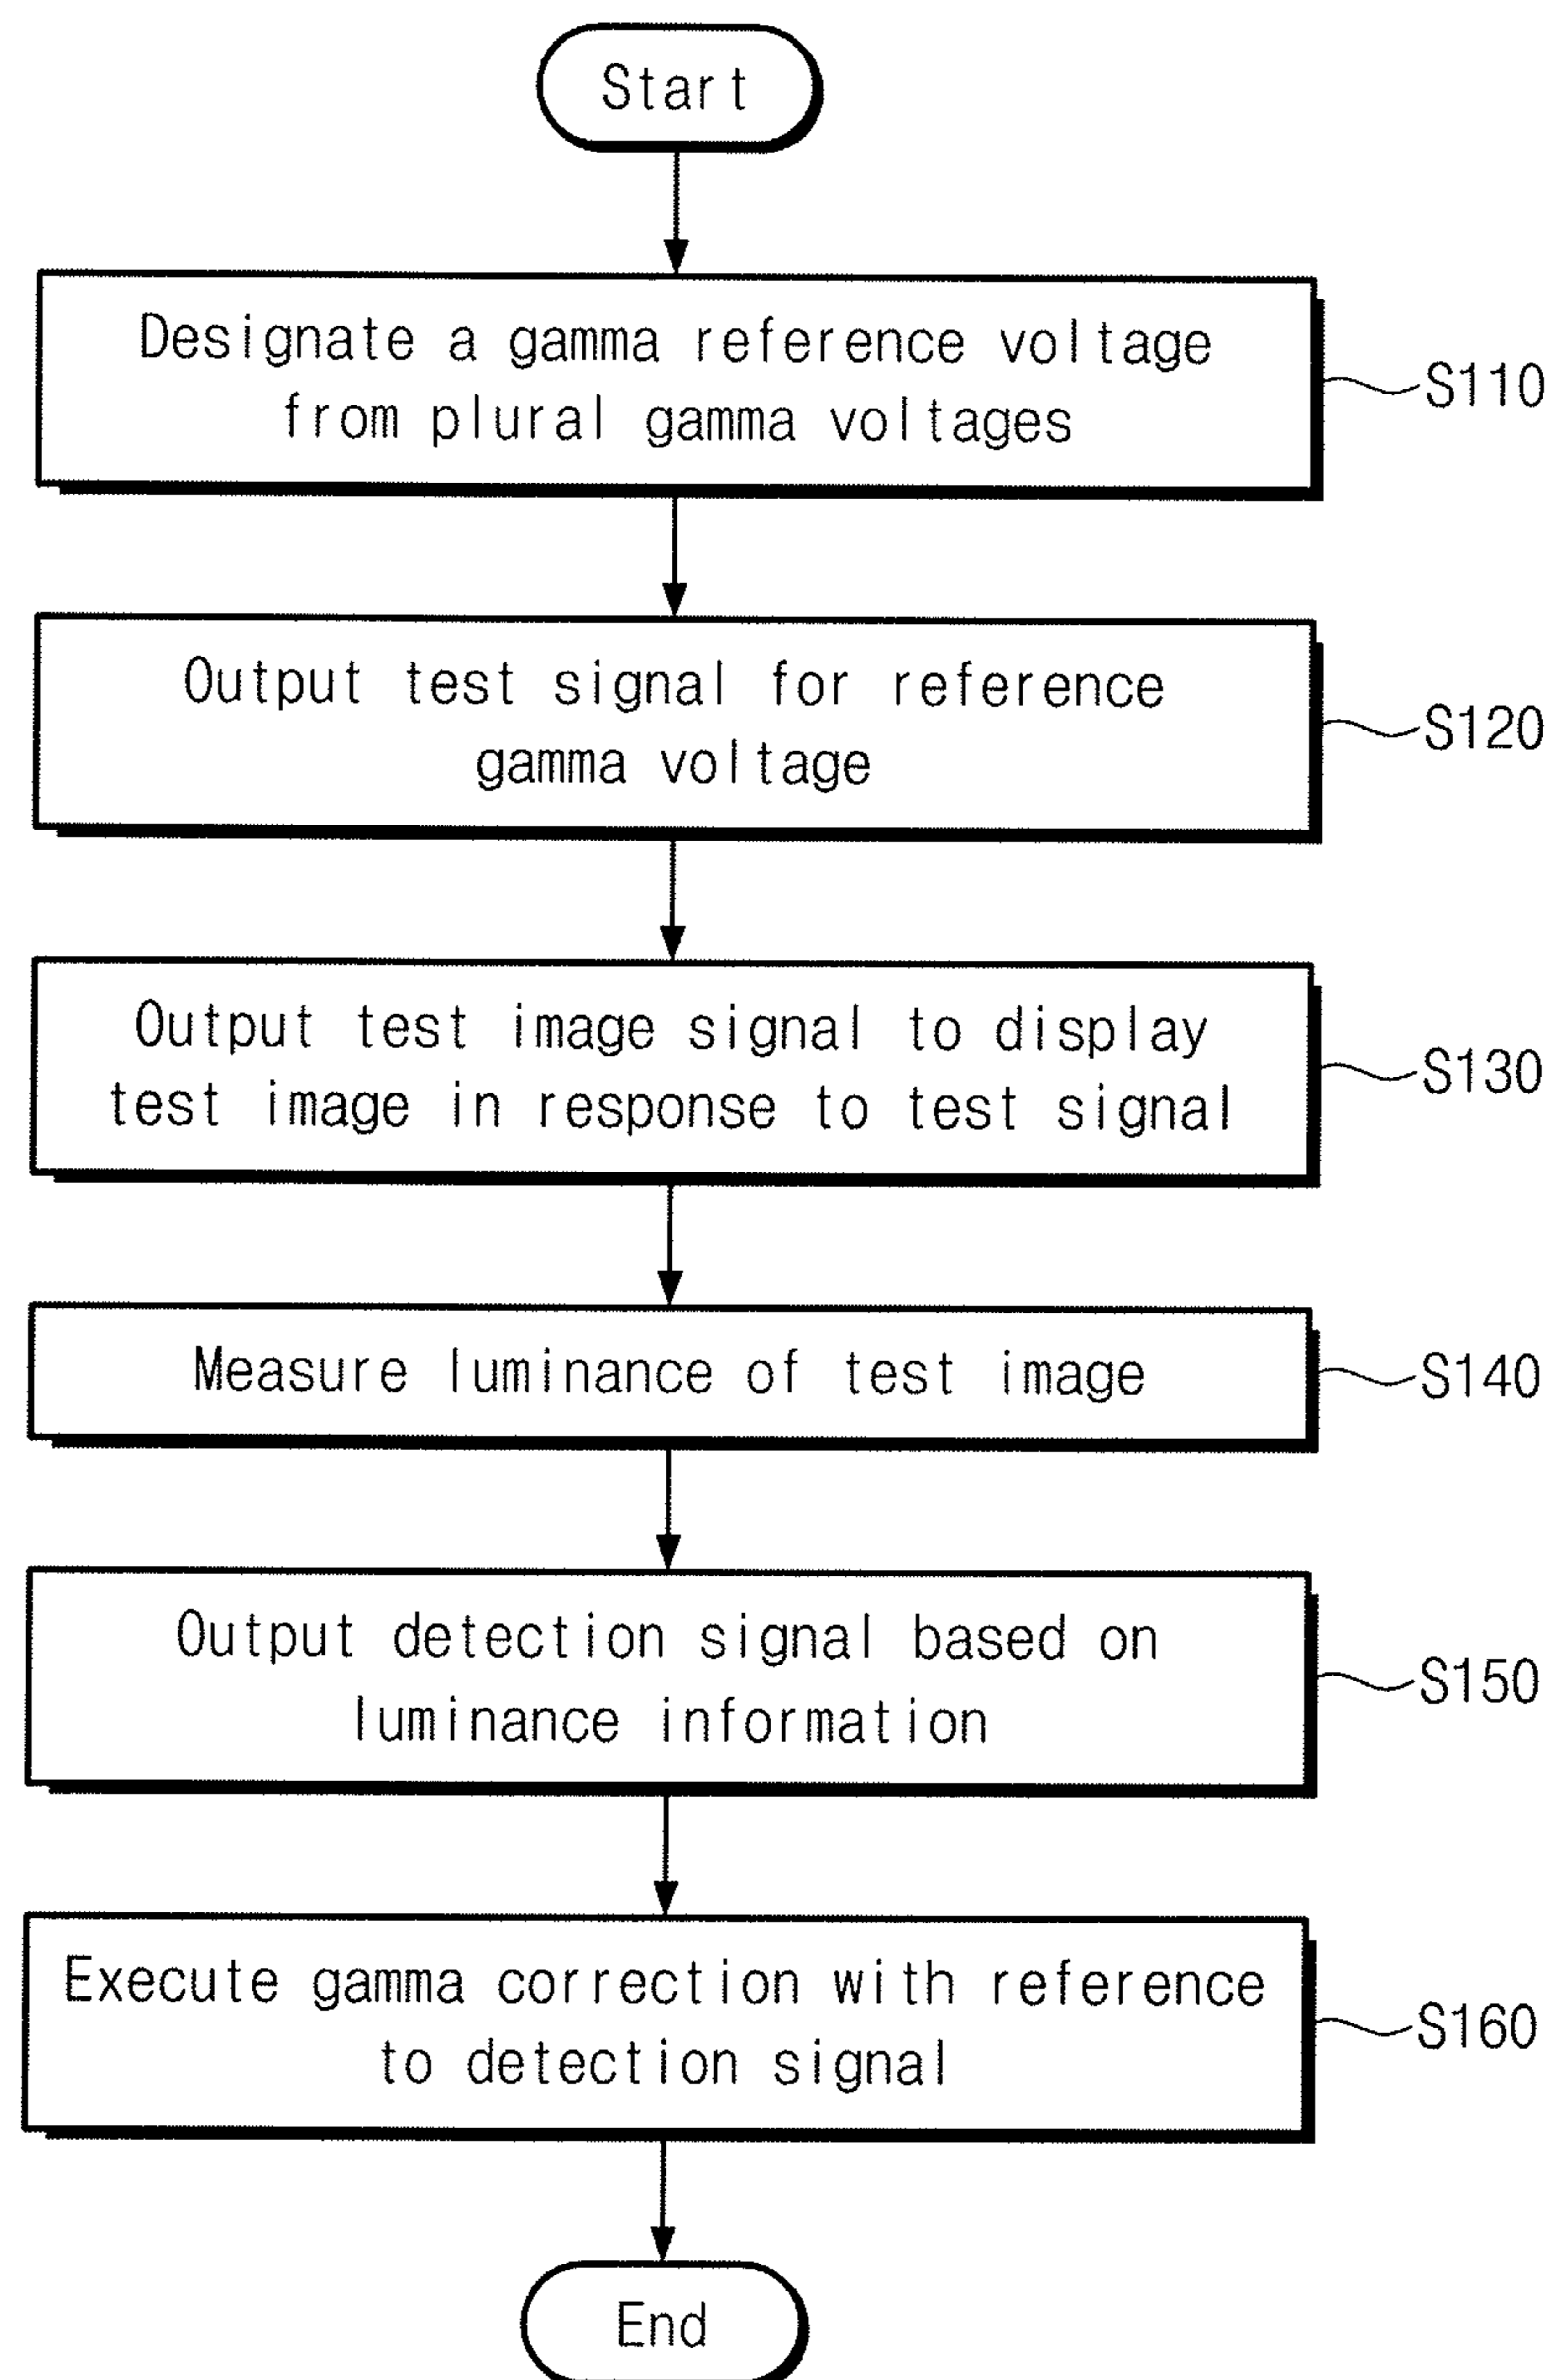 Start
Designate a gamma reference voltage
from plural gamma voltages
S110
Output test signal for reference
gamma voltage
S120
Output test image signal to display
test image in response to test signal
S130
Measure luminance of test image
S140
Output detection signal based on
luminance information
S150
Execute gamma correction with reference
to detection signal
S160
End